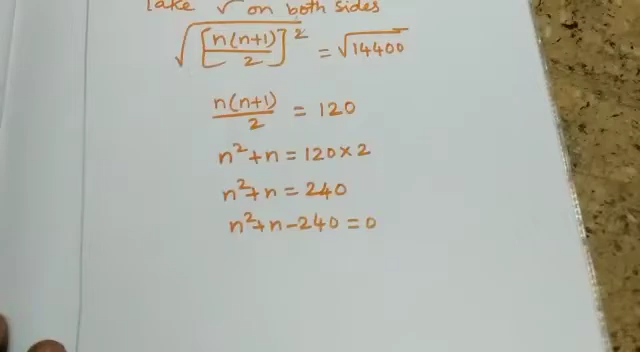 Take √ on both sides
√[n(n+1)/2]² = √14400
n(n+1)/2 = 120
n²+n = 120×2
n²+n = 240
n²+n-240 = 0